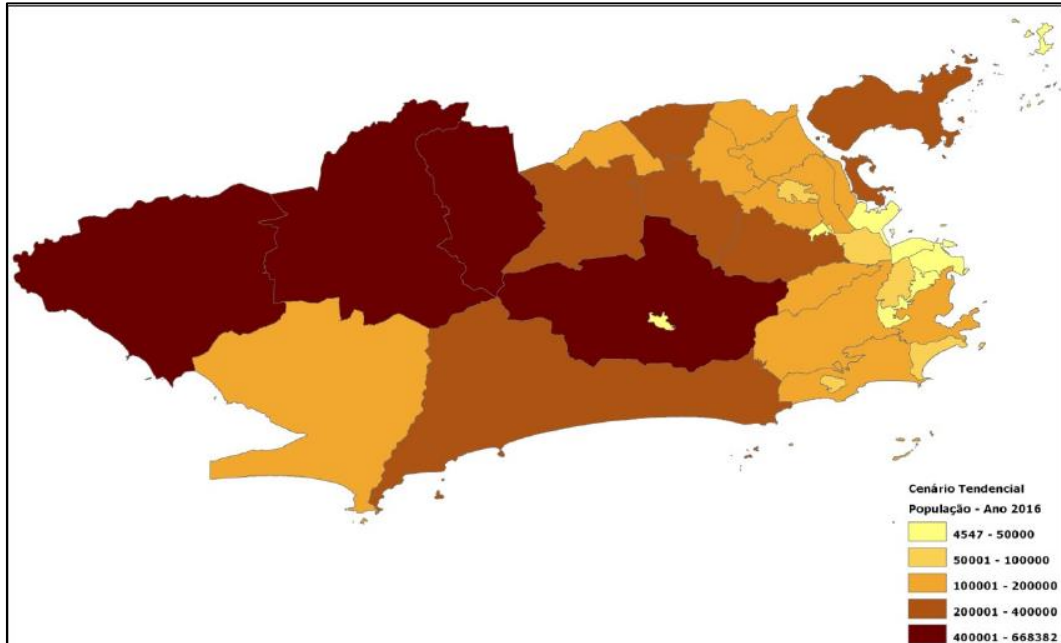 Cenário Tendencial
População - Ano 2016
4547 - 50000
50001 - 100000
100001 - 200000
200001 - 400000
400001 - 668382